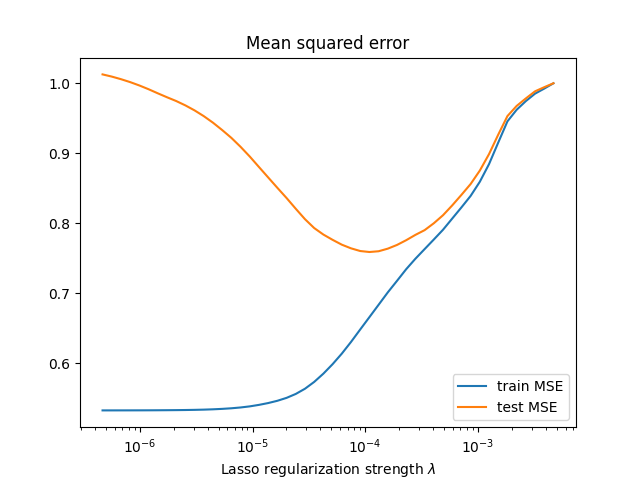 Mean squared error
1.0
0.9
0.8
0.7
0.6
10⁻⁶ 10⁻⁵ 10⁻⁴ 10⁻³
Lasso regularization strength λ
train MSE
test MSE